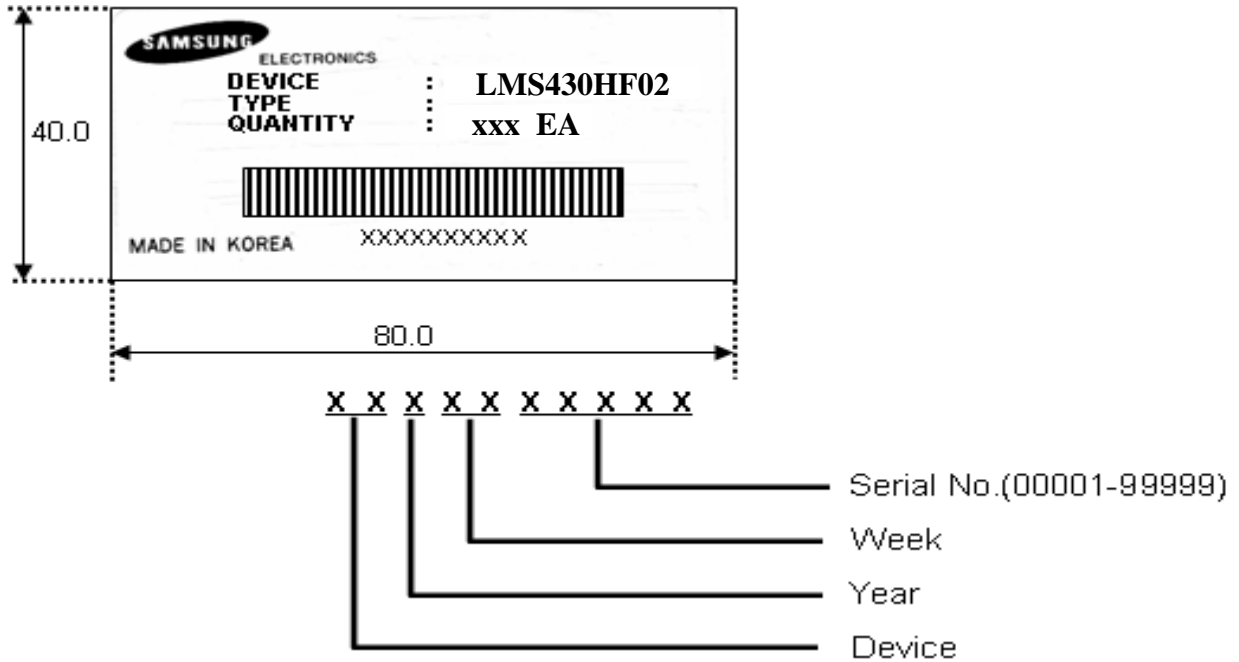 SAMSUNG
ELECTRONICS
DEVICE : LMS430HF02
TYPE :
QUANTITY : xxx EA
40.0
XXXXXXXXXX
MADE IN KOREA
80.0
X X X X X X X X X X
Serial No.(00001-99999)
Week
Year
Device